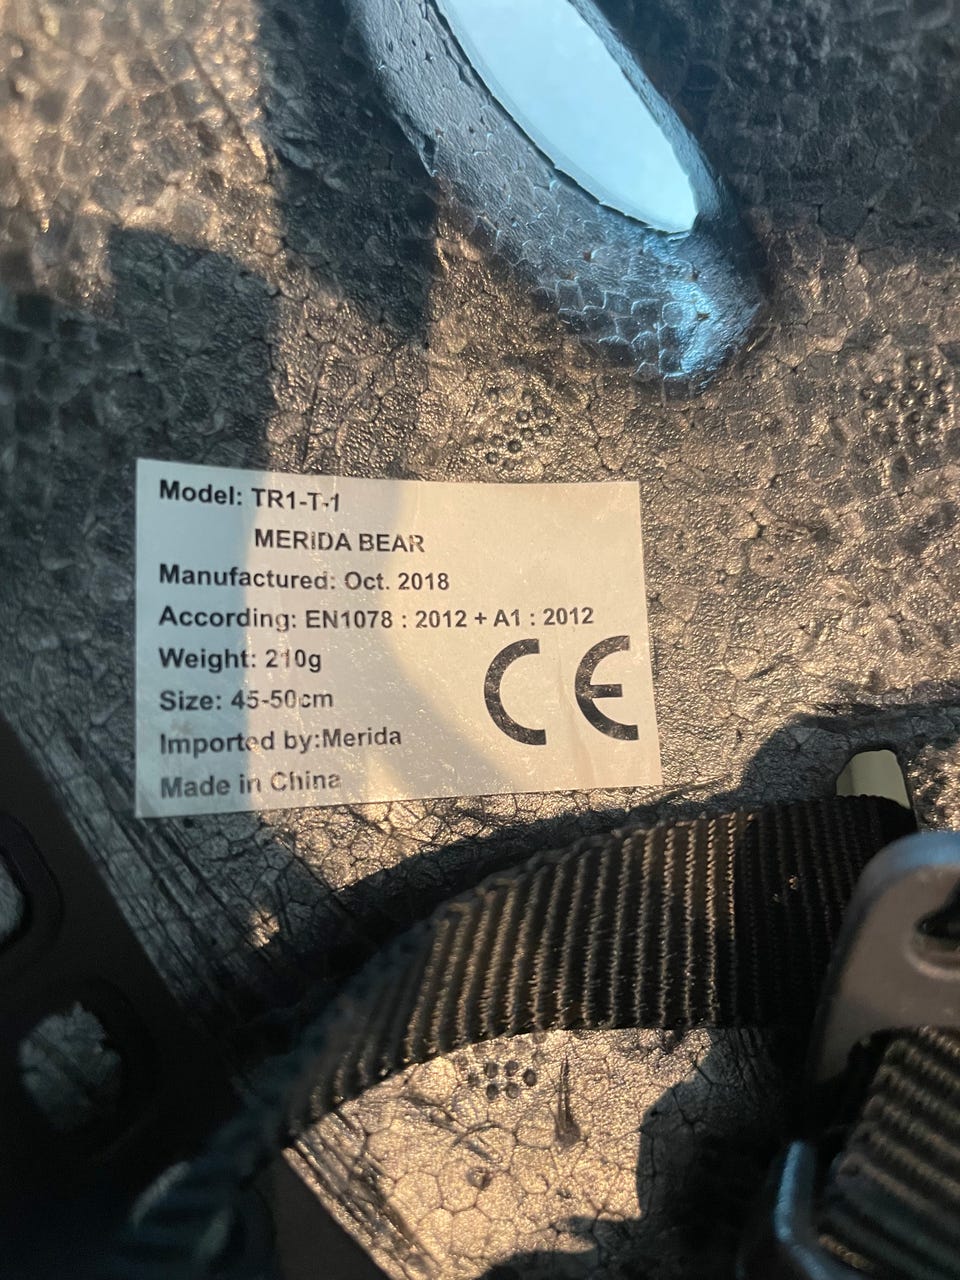 Model: TR1-T-1
MERIDA BEAR
Manufactured: Oct. 2018
According: EN1078 : 2012 + A1 : 2012
Weight: 210g
Size: 45-50cm
Imported by:Merida
Made in China
CE